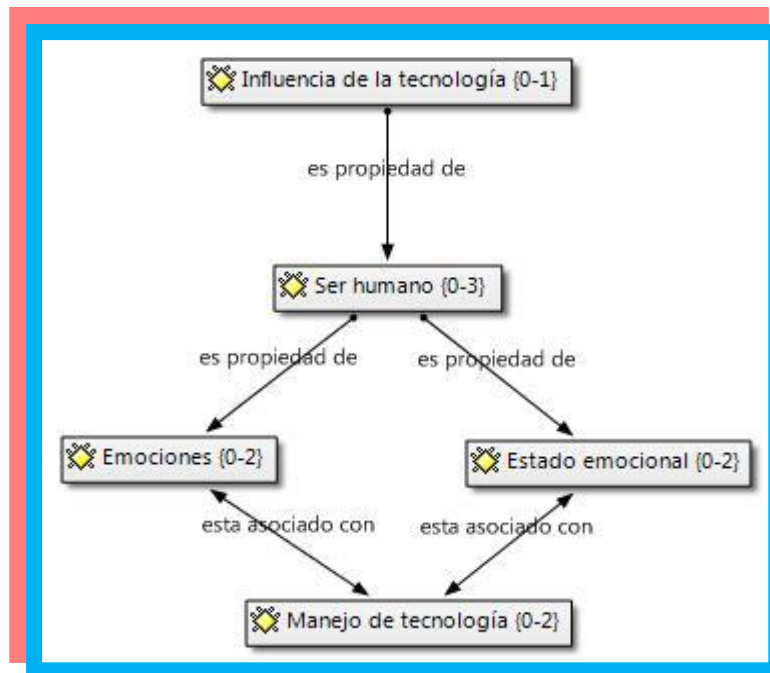 Influencia de la tecnología {0-1}
es propiedad de
Ser humano {0-3}
es propiedad de
es propiedad de
Emociones {0-2}
Estado emocional {0-2}
esta asociado con
esta asociado con
Manejo de tecnología {0-2}